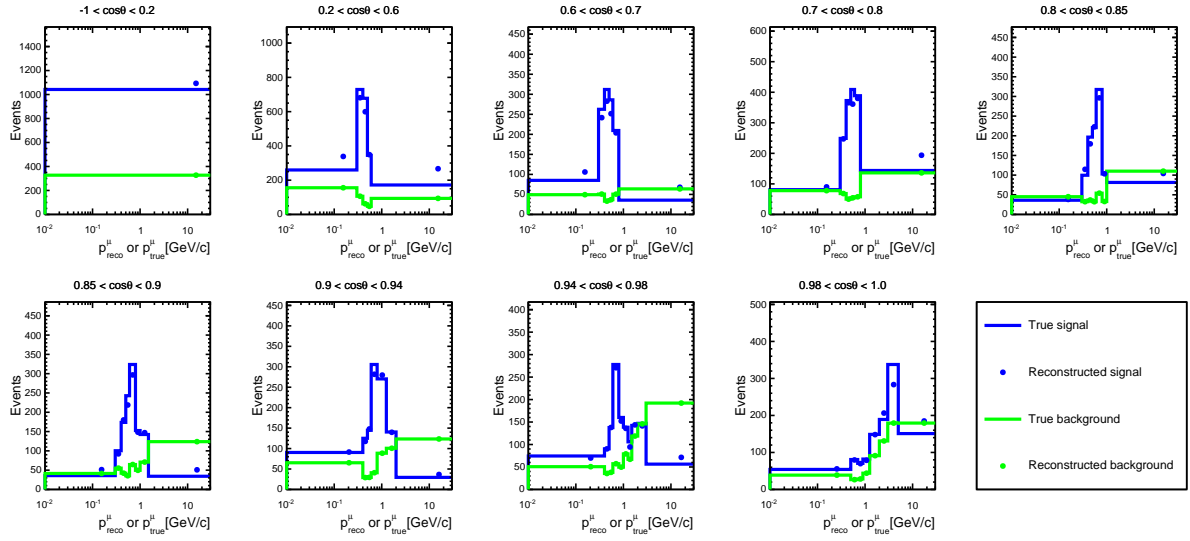 -1 < cosθ < 0.2
0.2 < cosθ < 0.6
0.6 < cosθ < 0.7
0.7 < cosθ < 0.8
0.8 < cosθ < 0.85
Events
1400
1200
1000
800
600
400
200
0
10⁻² 10⁻¹ 1 10
p^μ_reco or p^μ_true [GeV/c]
Events
1000
800
600
400
200
0
10⁻² 10⁻¹ 1 10
p^μ_reco or p^μ_true [GeV/c]
Events
450
400
350
300
250
200
150
100
50
0
10⁻² 10⁻¹ 1 10
p^μ_reco or p^μ_true [GeV/c]
Events
600
500
400
300
200
100
0
10⁻² 10⁻¹ 1 10
p^μ_reco or p^μ_true [GeV/c]
Events
450
400
350
300
250
200
150
100
50
0
10⁻² 10⁻¹ 1 10
p^μ_reco or p^μ_true [GeV/c]
0.85 < cosθ < 0.9
0.9 < cosθ < 0.94
0.94 < cosθ < 0.98
0.98 < cosθ < 1.0
Events
450
400
350
300
250
200
150
100
50
0
10⁻² 10⁻¹ 1 10
p^μ_reco or p^μ_true [GeV/c]
Events
450
400
350
300
250
200
150
100
50
0
10⁻² 10⁻¹ 1 10
p^μ_reco or p^μ_true [GeV/c]
Events
400
350
300
250
200
150
100
50
0
10⁻² 10⁻¹ 1 10
p^μ_reco or p^μ_true [GeV/c]
Events
500
400
300
200
100
0
10⁻² 10⁻¹ 1 10
p^μ_reco or p^μ_true [GeV/c]
True signal
Reconstructed signal
True background
Reconstructed background